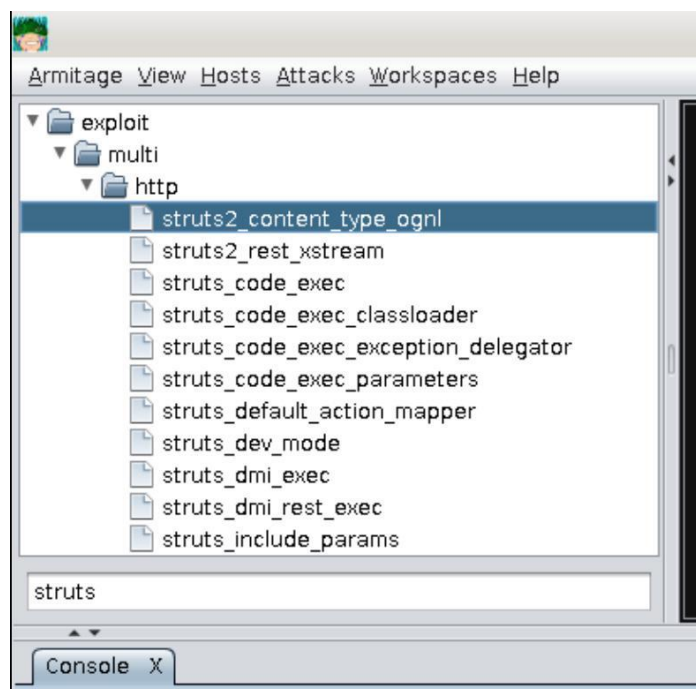 Armitage View Hosts Attacks Workspaces Help
exploit
multi
http
struts2_content_type_ognl
struts2_rest_xstream
struts_code_exec
struts_code_exec_classloader
struts_code_exec_exception_delegator
struts_code_exec_parameters
struts_default_action_mapper
struts_dev_mode
struts_dmi_exec
struts_dmi_rest_exec
struts_include_params
struts
Console X